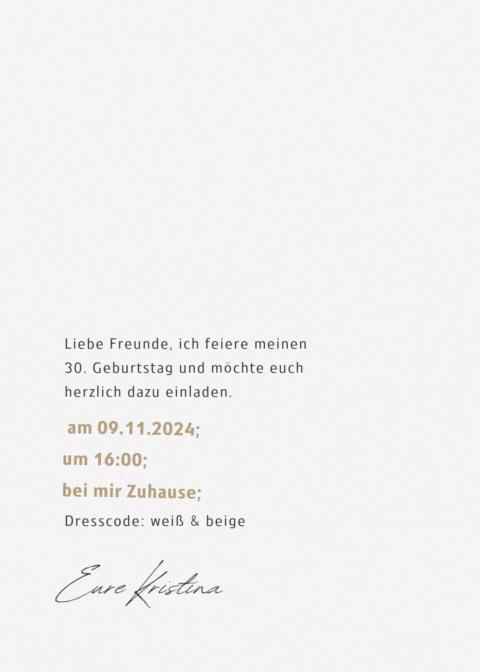 Liebe Freunde, ich feiere meinen
30. Geburtstag und möchte euch
herzlich dazu einladen.
am 09.11.2024;
um 16:00;
bei mir Zuhause;
Dresscode: weiß & beige
Eure Kristina